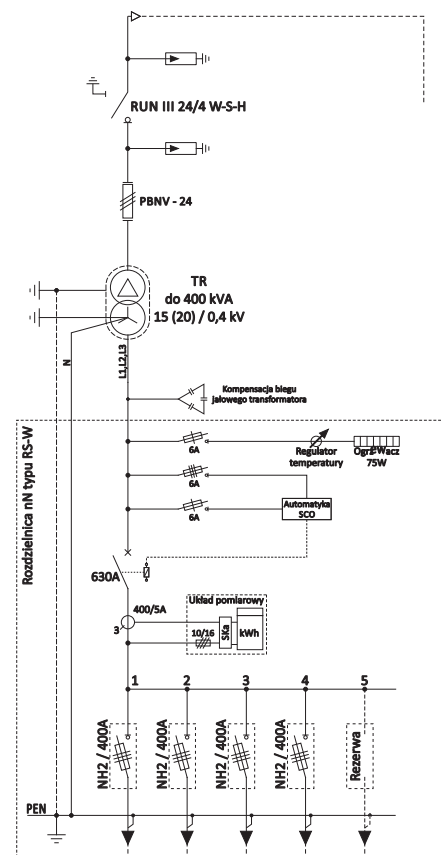 RUN III 24/4 W-S-H
PBNV - 24
TR
do 400 kVA
15 (20) / 0,4 kV
N
L1,L2,L3
Kompensacja biegu
jałowego transformatora
Rozdzielnica nN typu RS-W
6A
Regulator
temperatury
75W
6A
Automatyka
SCO
6A
630A
400/5A
3
Układ pomiarowy
10/16
SKa
kWh
1
2
3
4
5
NH2 / 400A
NH2 / 400A
NH2 / 400A
NH2 / 400A
Rezerwa
PEN